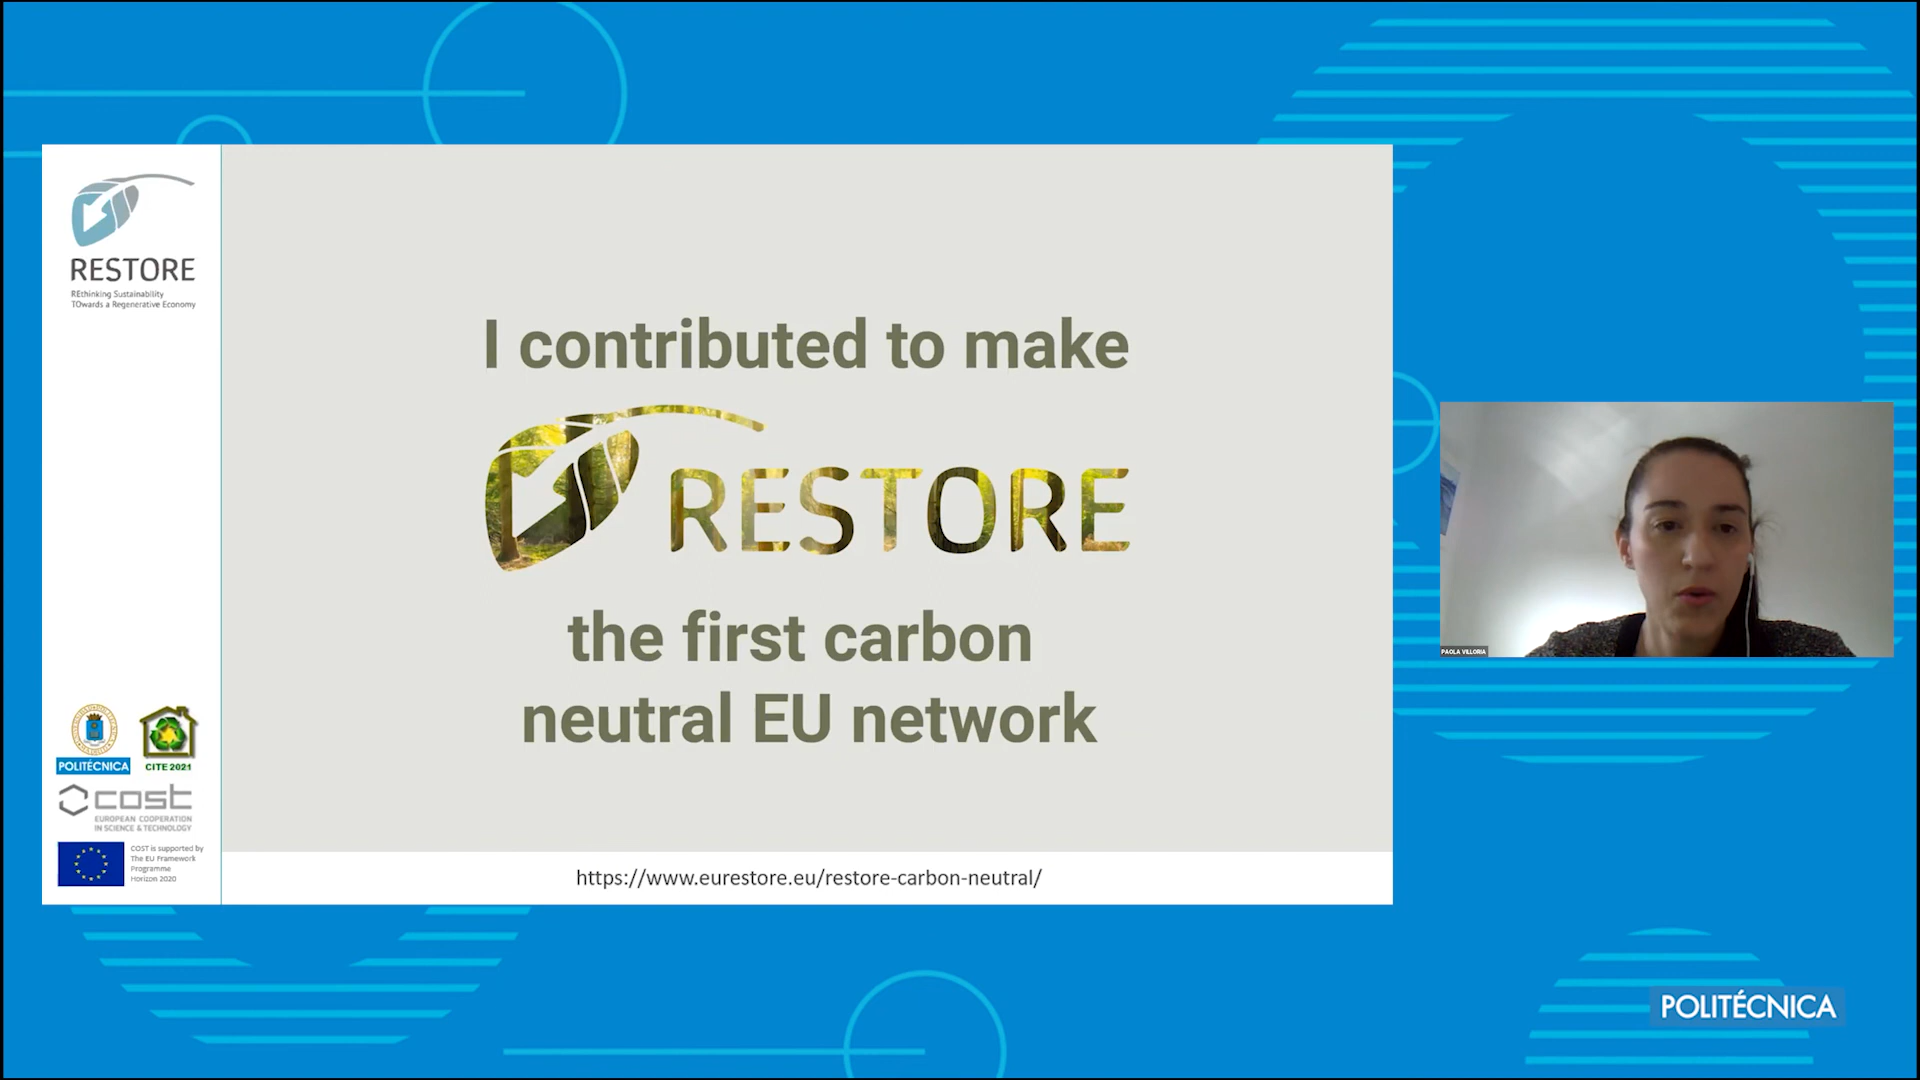 RESTORE
REthinking Sustainability
TOwards a Regenerative Economy
I contributed to make
RESTORE
the first carbon
neutral EU network
POLITÉCNICA
CITE 2021
cost
EUROPEAN COOPERATION
IN SCIENCE & TECHNOLOGY
COST is supported by
The EU Framework
Programme
Horizon 2020
https://www.eurestore.eu/restore-carbon-neutral/
PAOLA VILLORIA
POLITÉCNICA